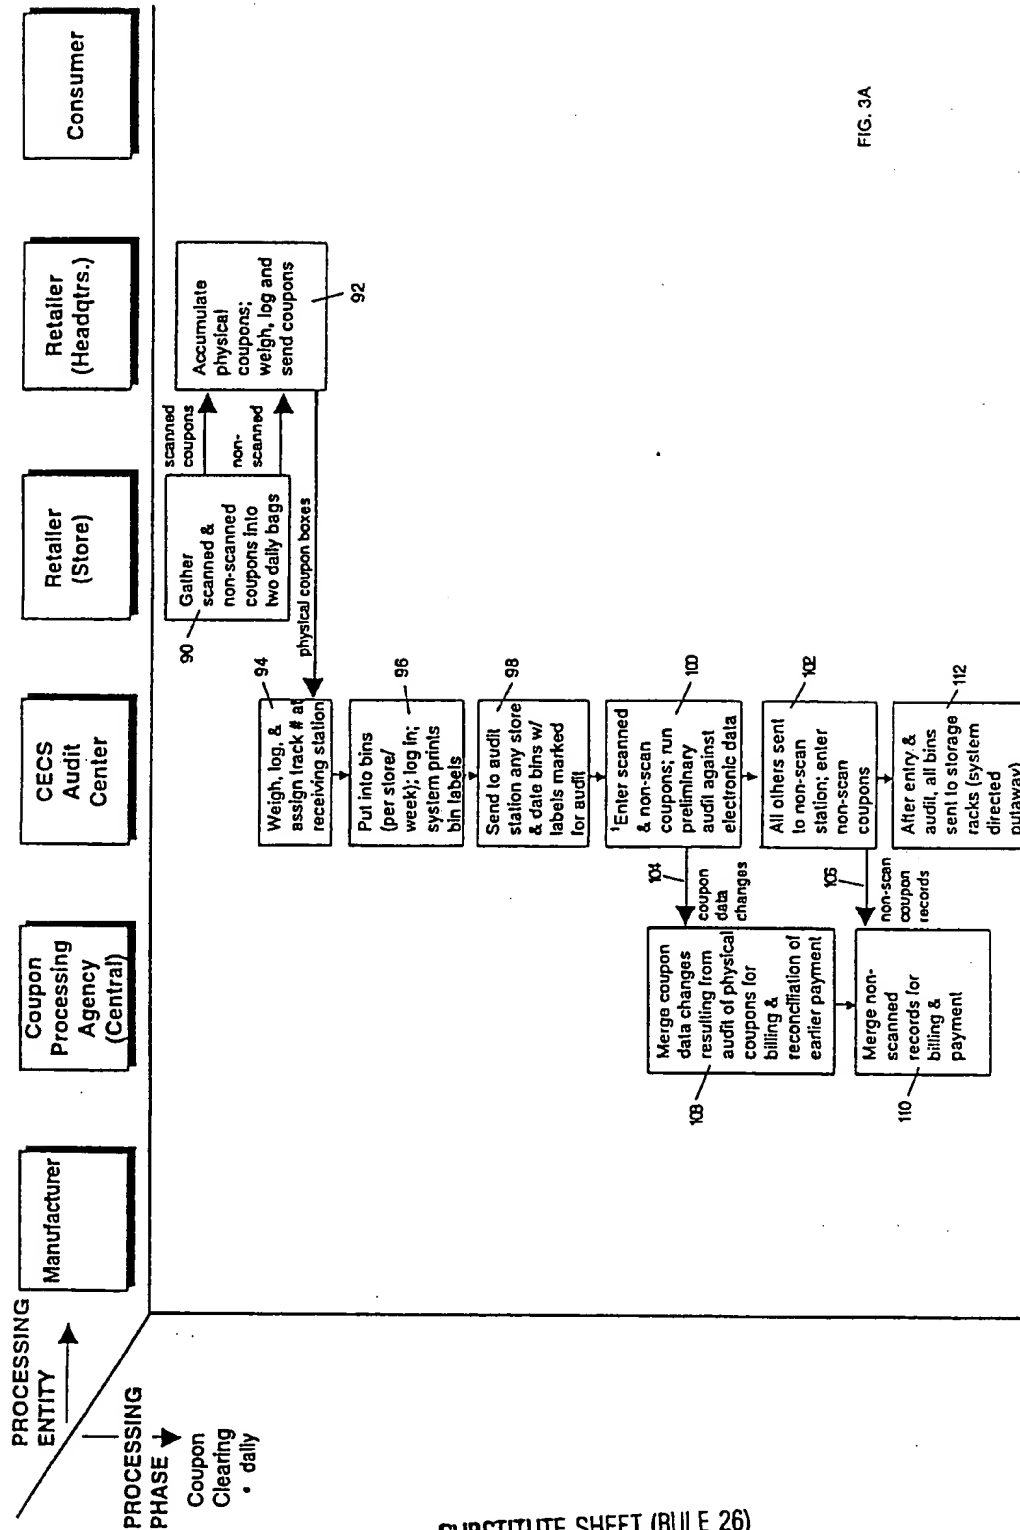 PROCESSING
ENTITY
PROCESSING
PHASE
Coupon
Clearing
• daily
Manufacturer
Coupon
Processing
Agency
(Central)
CECS
Audit
Center
Retailer
(Store)
Retailer
(Headqtrs.)
Consumer
90
Gather
scanned &
non-scanned
coupons into
two daily bags
scanned
coupons
non-
scanned
Accumulate
physical
coupons;
weigh, log and
send coupons
92
physical coupon boxes
94
Weigh, log, &
assign track # at
receiving station
Put into bins
(per store/
week); log in;
system prints
bin labels
96
Send to audit
station any store
& date bins w/
labels marked
for audit
98
¹Enter scanned
& non-scan
coupons; run
preliminary
audit against
electronic data
100
104
coupon
data
changes
Merge coupon
data changes
resulting from
audit of physical
coupons for
billing &
reconciliation of
earlier payment
108
All others sent
to non-scan
station; enter
non-scan
coupons
102
106
non-scan
coupon
records
Merge non-
scanned
records for
billing &
payment
110
After entry &
audit, all bins
sent to storage
racks (system
directed
putaway)
112
FIG. 3A
SUBSTITUTE SHEET (RULE 26)